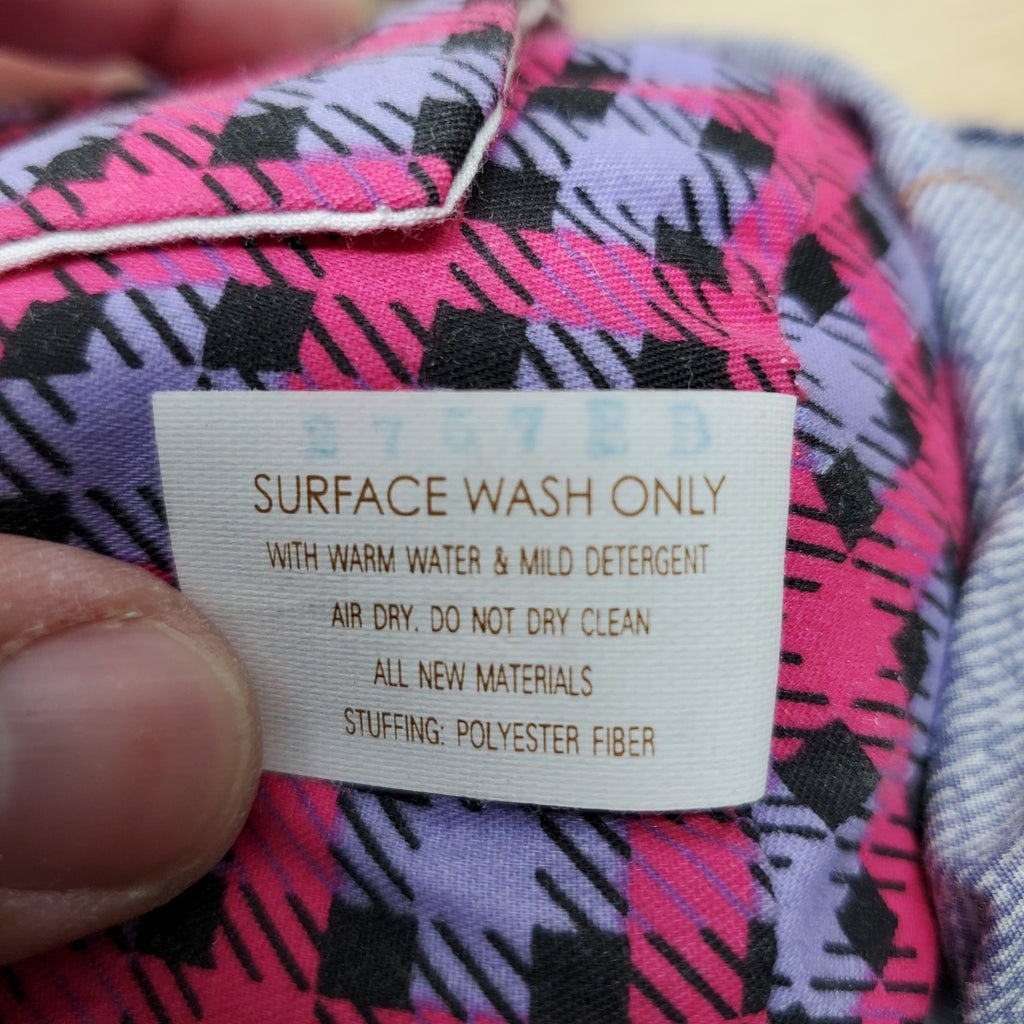 SURFACE WASH ONLY
WITH WARM WATER & MILD DETERGENT
AIR DRY. DO NOT DRY CLEAN
ALL NEW MATERIALS
STUFFING: POLYESTER FIBER